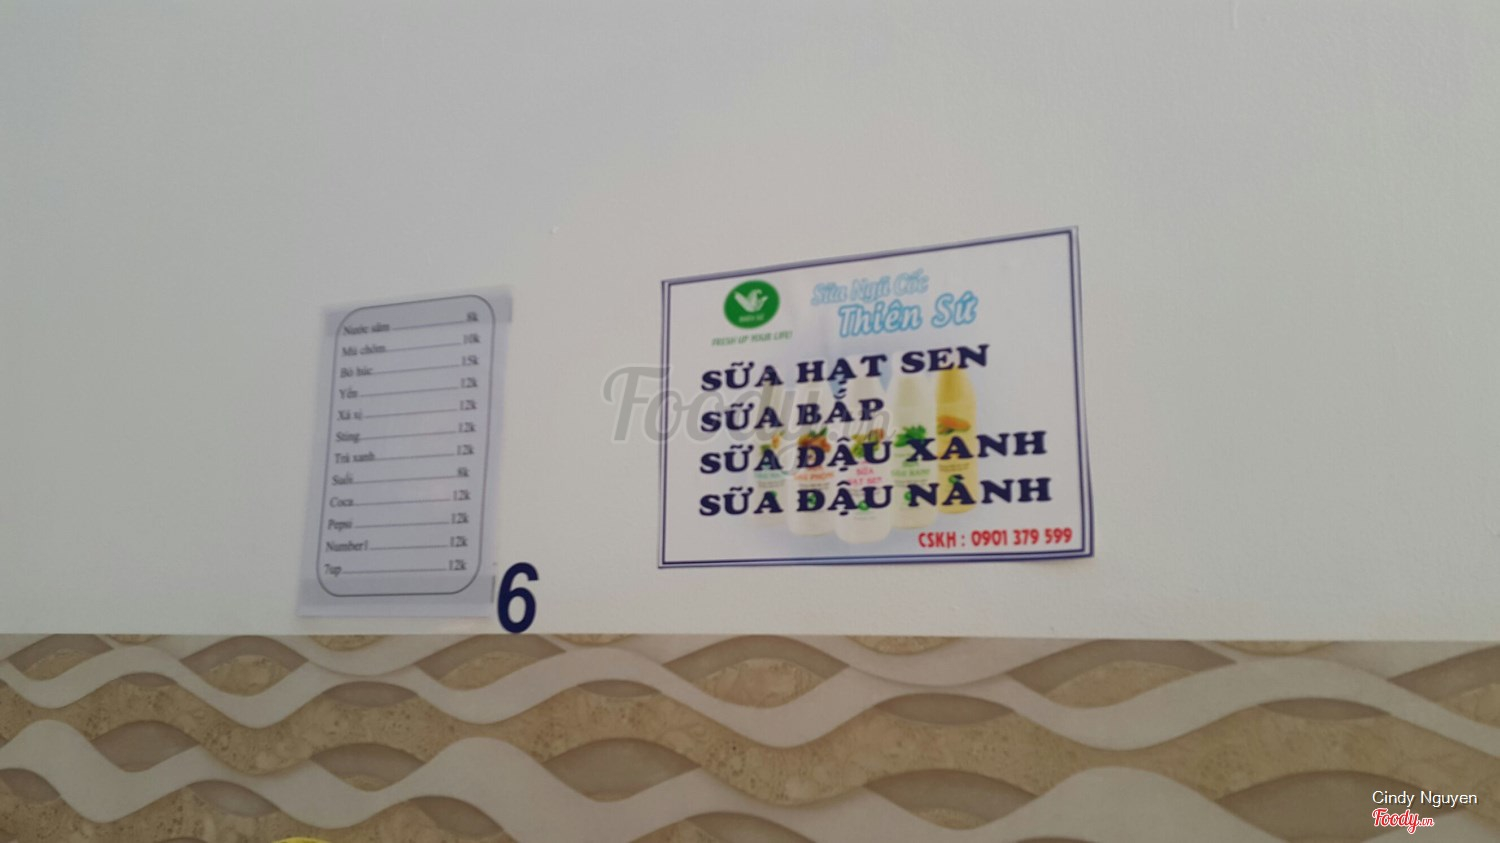 Nước sâm 8k
Mủ chôm 10k
Bò húc 15k
Yến 12k
Xá xị 12k
Sting 12k
Trà xanh 12k
Suối 8k
Coca 12k
Pepsi 12k
Number1 12k
7up 12k
6
FRESH UP YOUR LIFE!
Sữa Ngũ Cốc
Thiên Sứ
SỮA HẠT SEN
SỮA BẮP
SỮA ĐẬU XANH
SỮA ĐẬU NÀNH
CSKH : 0901 379 599
Foody.vn
Cindy Nguyen
Foody.vn